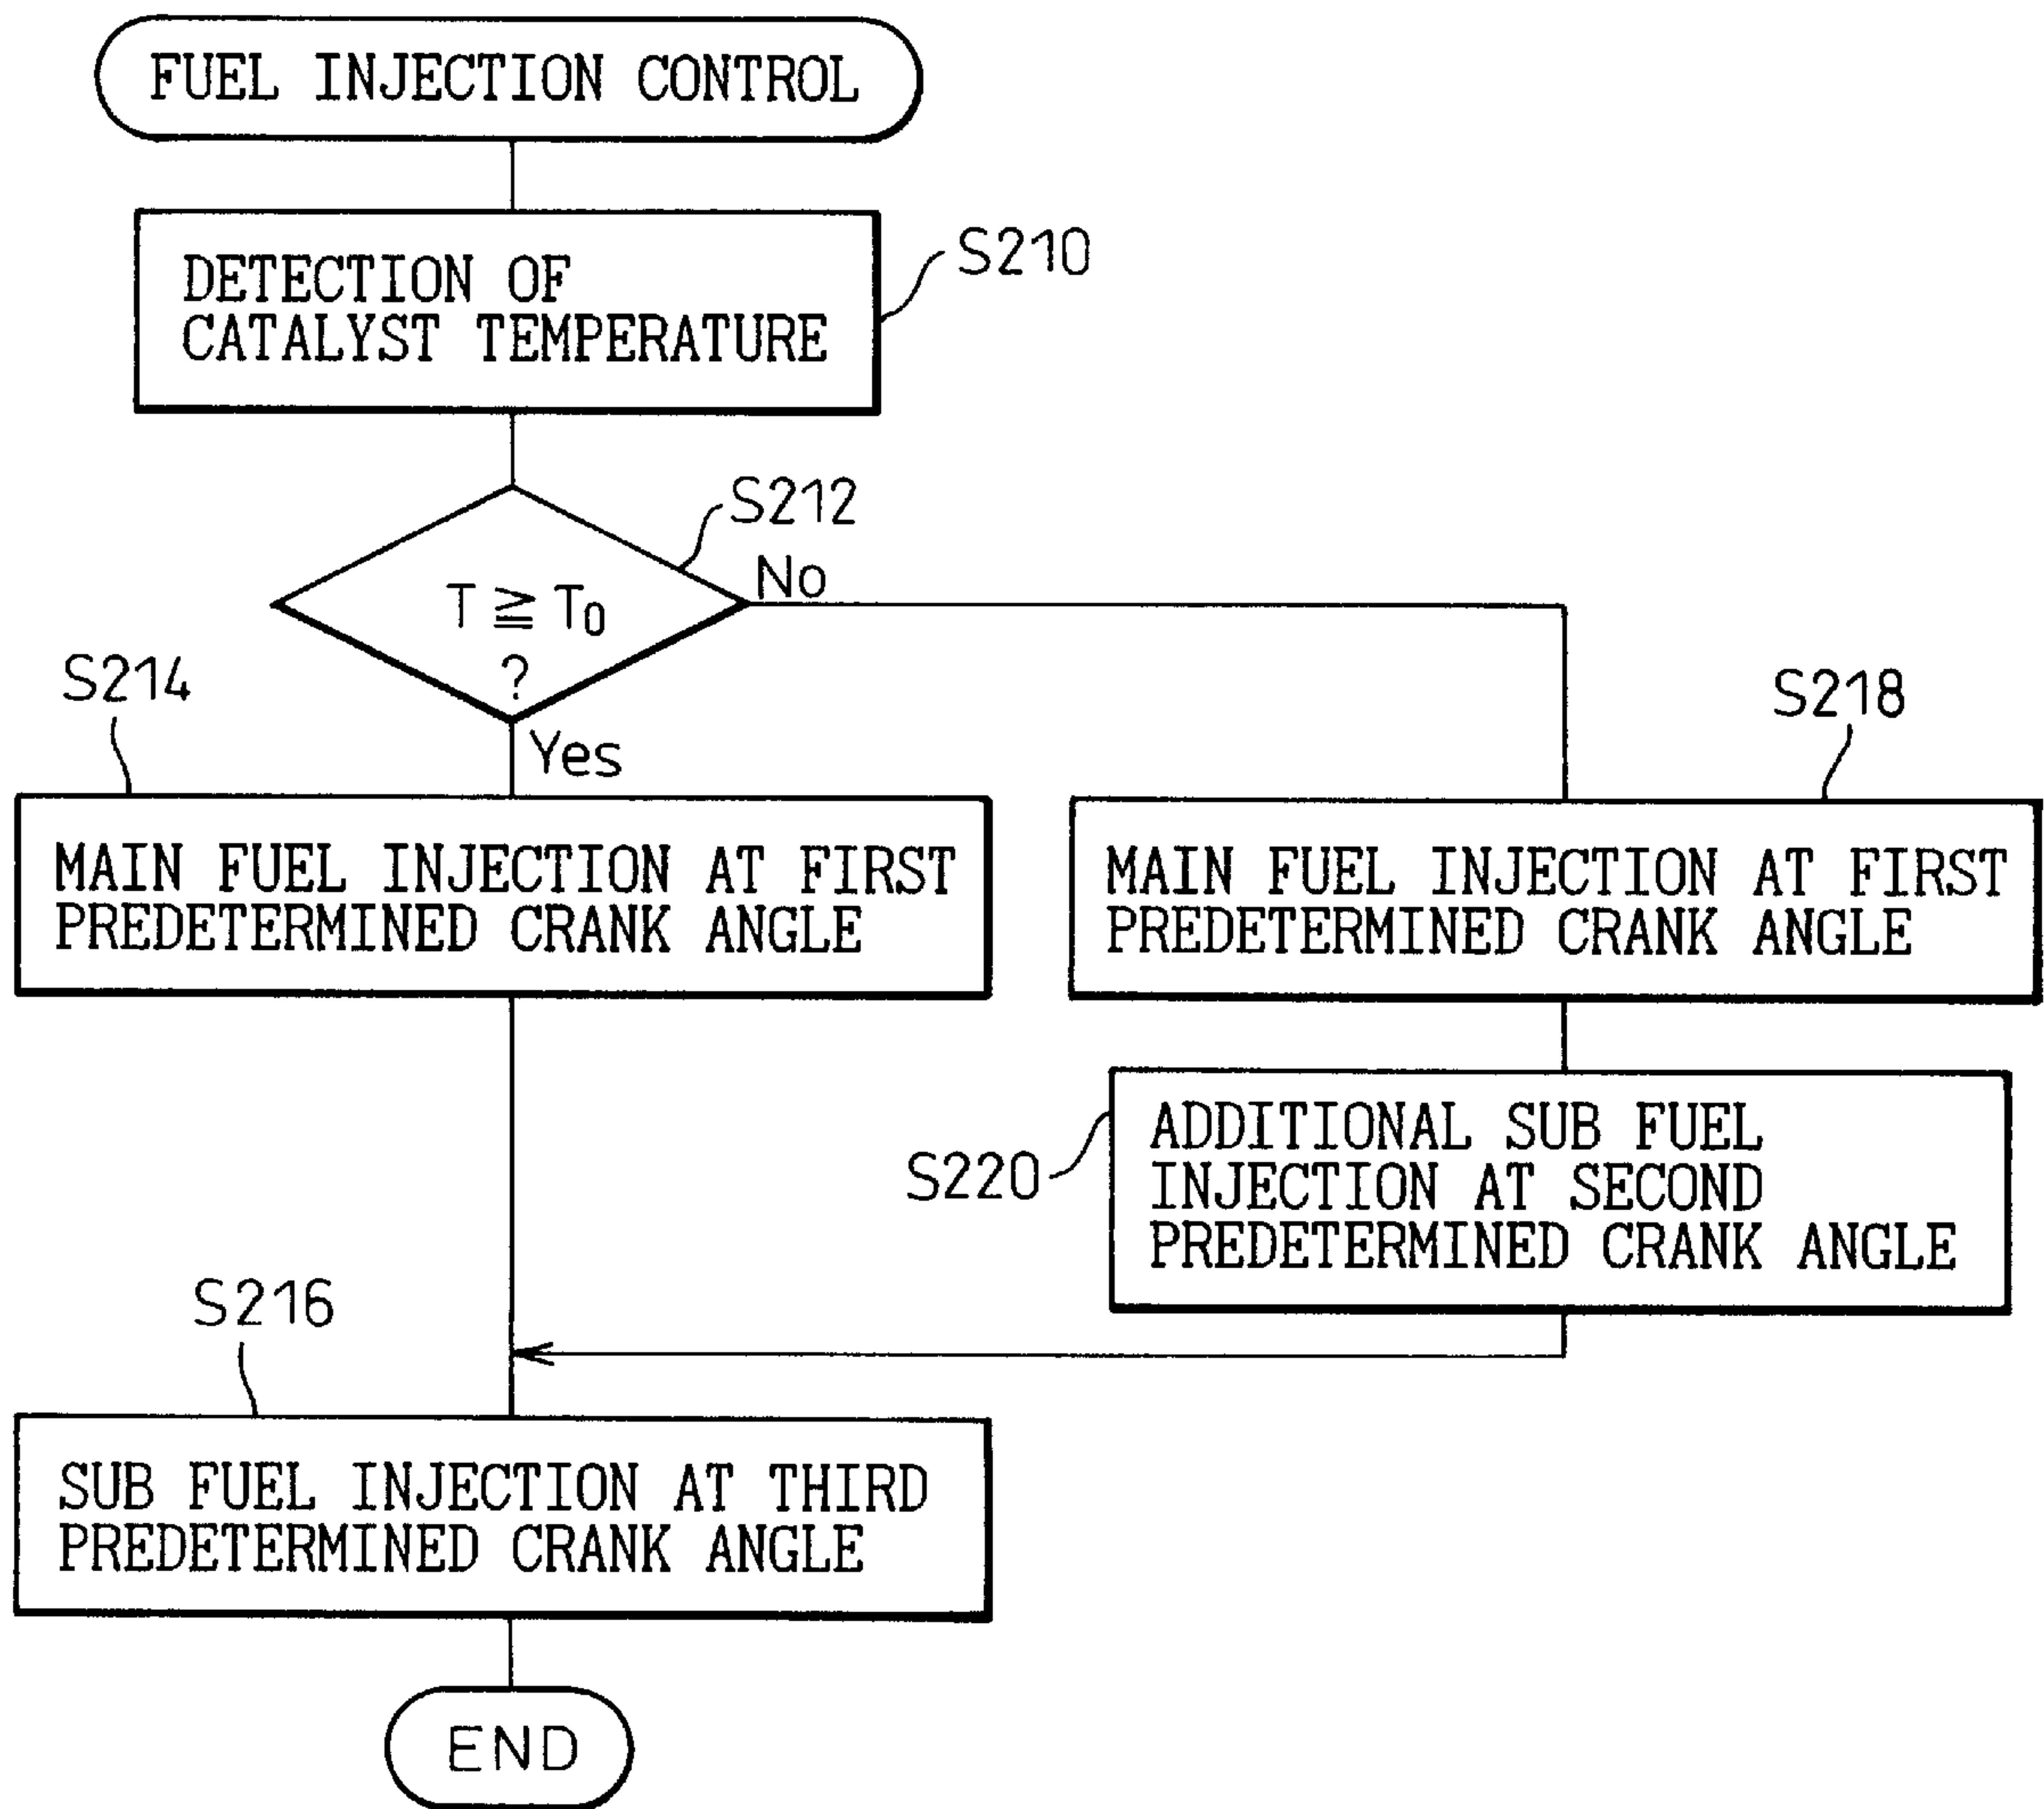 FUEL INJECTION CONTROL
DETECTION OF
CATALYST TEMPERATURE
S210
S212
T ≧ T₀
?
No
Yes
S214
MAIN FUEL INJECTION AT FIRST
PREDETERMINED CRANK ANGLE
S218
MAIN FUEL INJECTION AT FIRST
PREDETERMINED CRANK ANGLE
S220
ADDITIONAL SUB FUEL
INJECTION AT SECOND
PREDETERMINED CRANK ANGLE
S216
SUB FUEL INJECTION AT THIRD
PREDETERMINED CRANK ANGLE
END